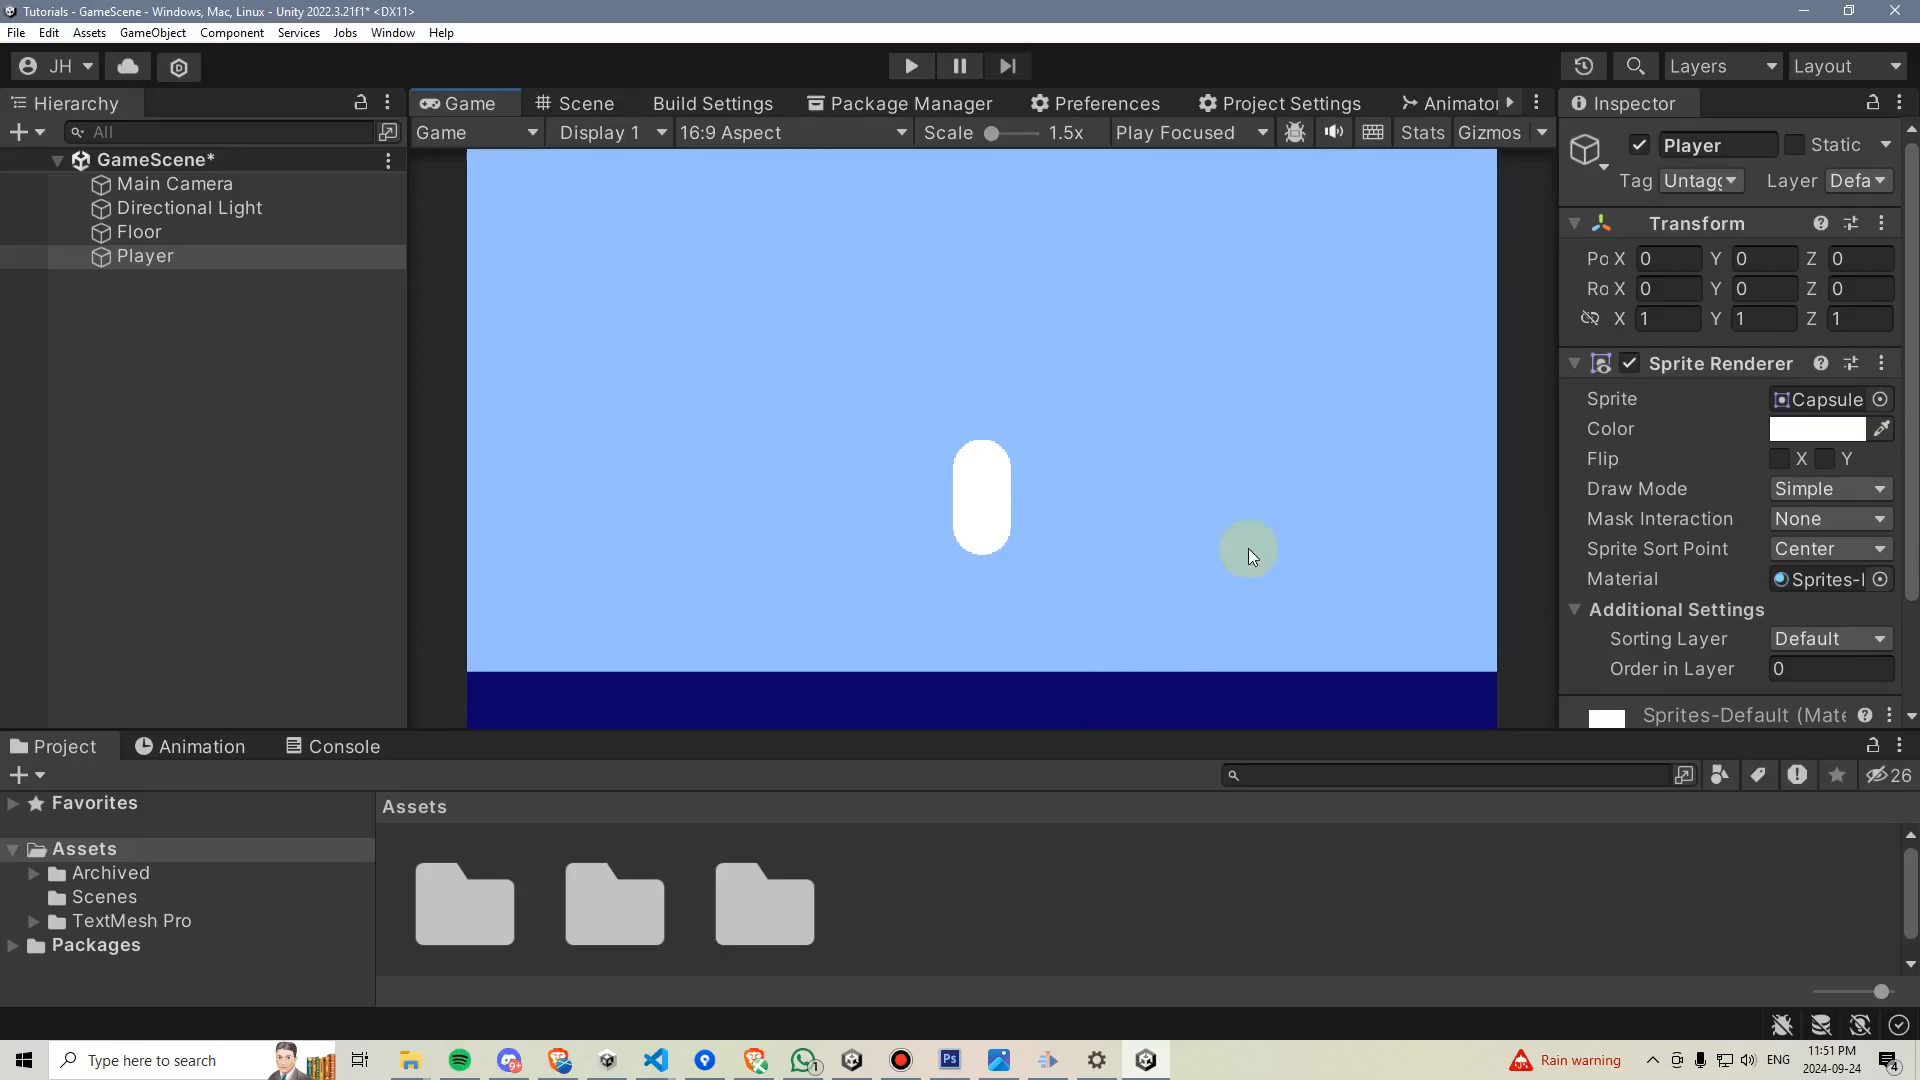 Tutorials - GameScene - Windows, Mac, Linux - Unity 2022.3.21f1* <DX11>
File Edit Assets GameObject Component Services Jobs Window Help
JH Layers Layout
Hierarchy Game Scene Build Settings Package Manager Preferences Project Settings Animator Inspector
All Game Display 1 16:9 Aspect Scale 1.5x Play Focused Stats Gizmos
Player Static
GameScene*
Tag Untagg Layer Defa
Main Camera
Directional Light
Floor
Player
Transform
Po X 0 Y 0 Z 0
Ro X 0 Y 0 Z 0
X 1 Y 1 Z 1
Sprite Renderer
Sprite Capsule
Color
Flip X Y
Draw Mode Simple
Mask Interaction None
Sprite Sort Point Center
Material Sprites-
Additional Settings
Sorting Layer Default
Order in Layer 0
Sprites-Default (Mate
Project Animation Console
26
Favorites
Assets
Assets
Archived
Scenes
TextMesh Pro
Packages
Type here to search
9+
1
Ps
Rain warning
ENG
11:51 PM
2024-09-24
4